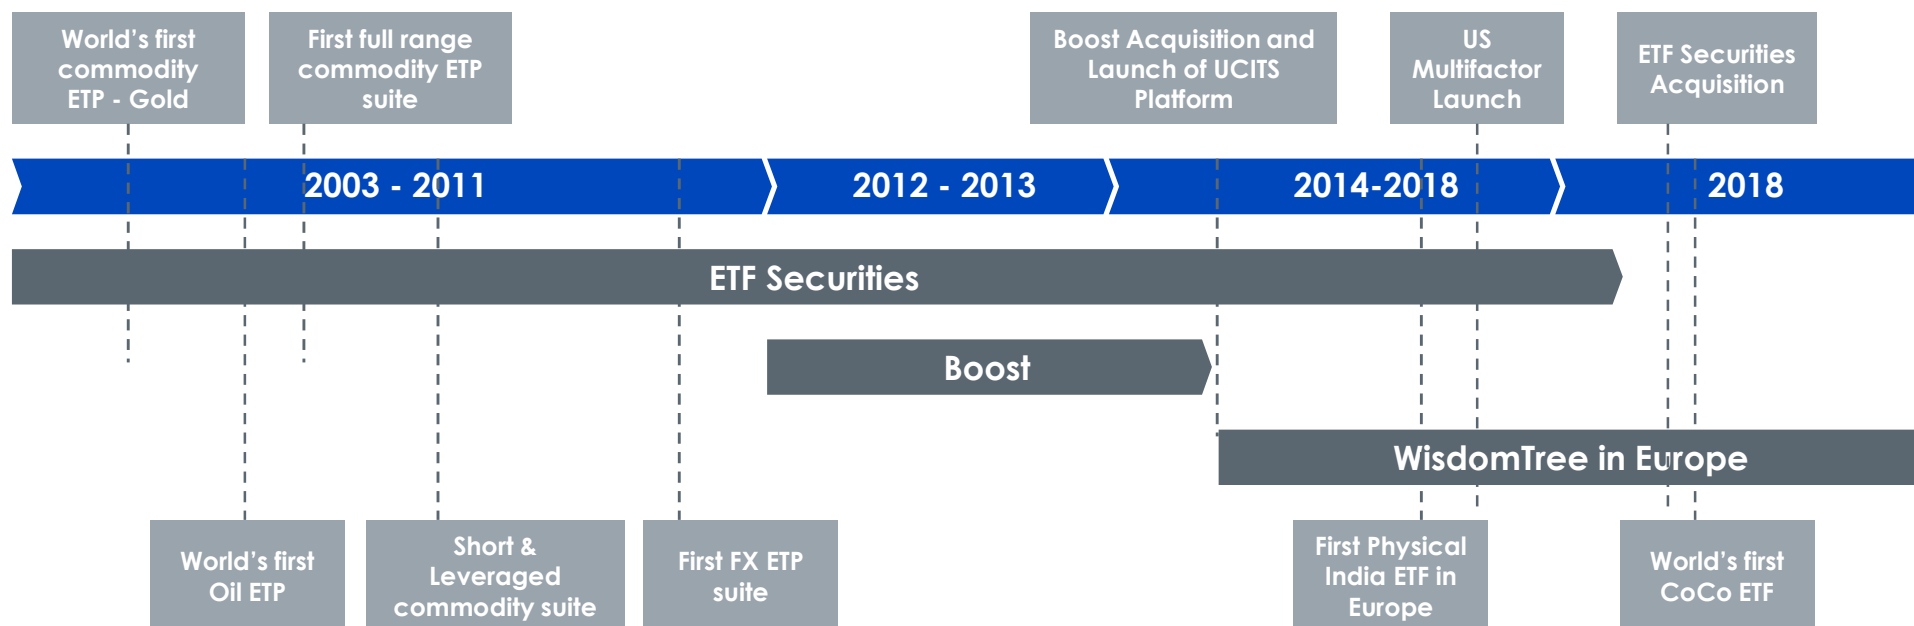 World’s first
commodity
ETP - Gold
First full range
commodity ETP
suite
Boost Acquisition and
Launch of UCITS
Platform
US
Multifactor
Launch
ETF Securities
Acquisition
2003 - 2011
2012 - 2013
2014-2018
2018
ETF Securities
Boost
WisdomTree in Europe
World’s first
Oil ETP
Short &
Leveraged
commodity suite
First FX ETP
suite
First Physical
India ETF in
Europe
World’s first
CoCo ETF